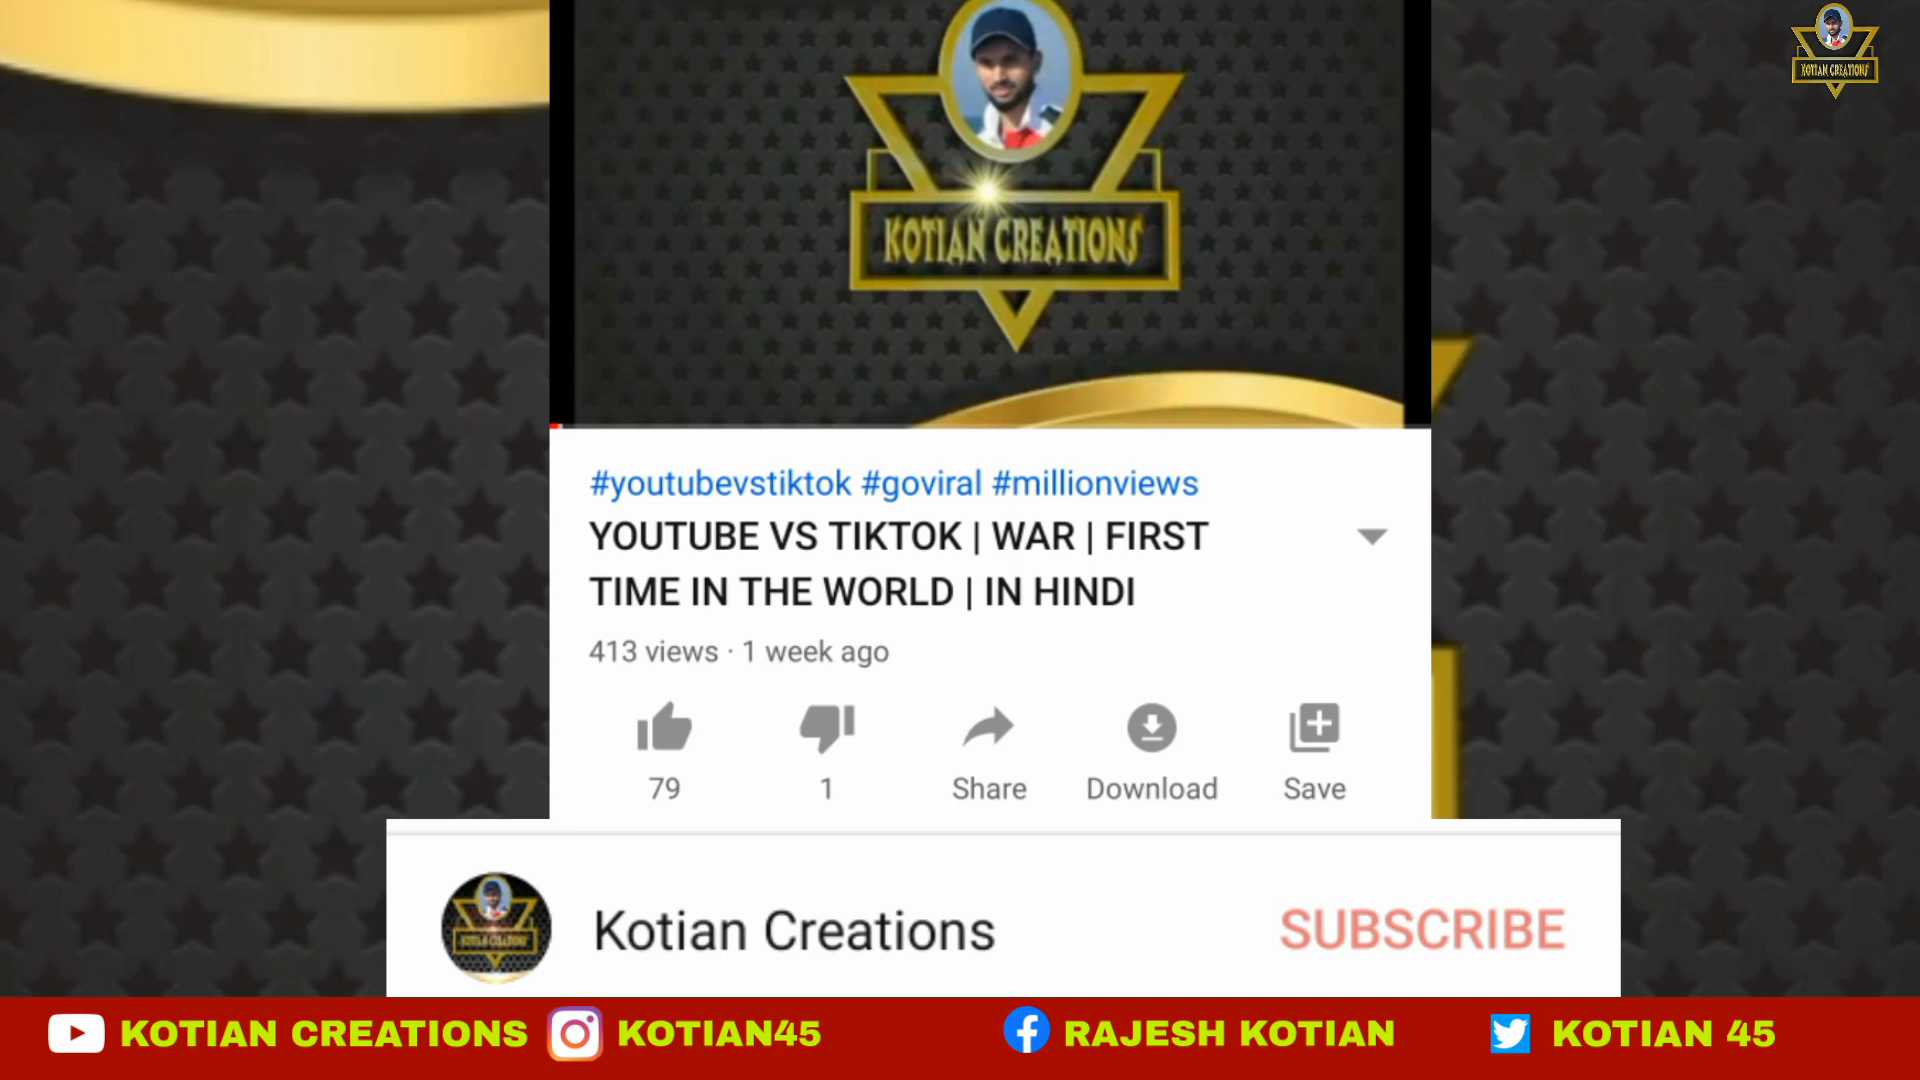 KOTIAN CREATIONS
KOTIAN CREATIONS
#youtubevstiktok #goviral #millionviews
YOUTUBE VS TIKTOK | WAR | FIRST
TIME IN THE WORLD | IN HINDI
413 views · 1 week ago
79
1
Share
Download
Save
KOTIAN CREATIONS
Kotian Creations
SUBSCRIBE
KOTIAN CREATIONS
KOTIAN45
RAJESH KOTIAN
KOTIAN 45